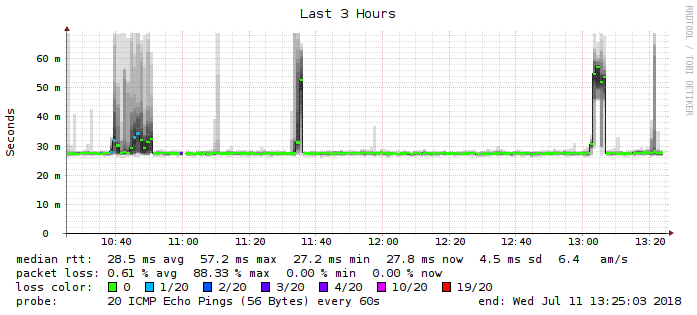 Last 3 Hours
RRDTOOL / TOBI OETIKER
Seconds
60 m
50 m
40 m
30 m
20 m
10 m
0
10:40 11:00 11:20 11:40 12:00 12:20 12:40 13:00 13:20
median rtt: 28.5 ms avg 57.2 ms max 27.2 ms min 27.8 ms now 4.5 ms sd 6.4 am/s
packet loss: 0.61 % avg 88.33 % max 0.00 % min 0.00 % now
loss color: 0 1/20 2/20 3/20 4/20 10/20 19/20
probe: 20 ICMP Echo Pings (56 Bytes) every 60s end: Wed Jul 11 13:25:03 2018